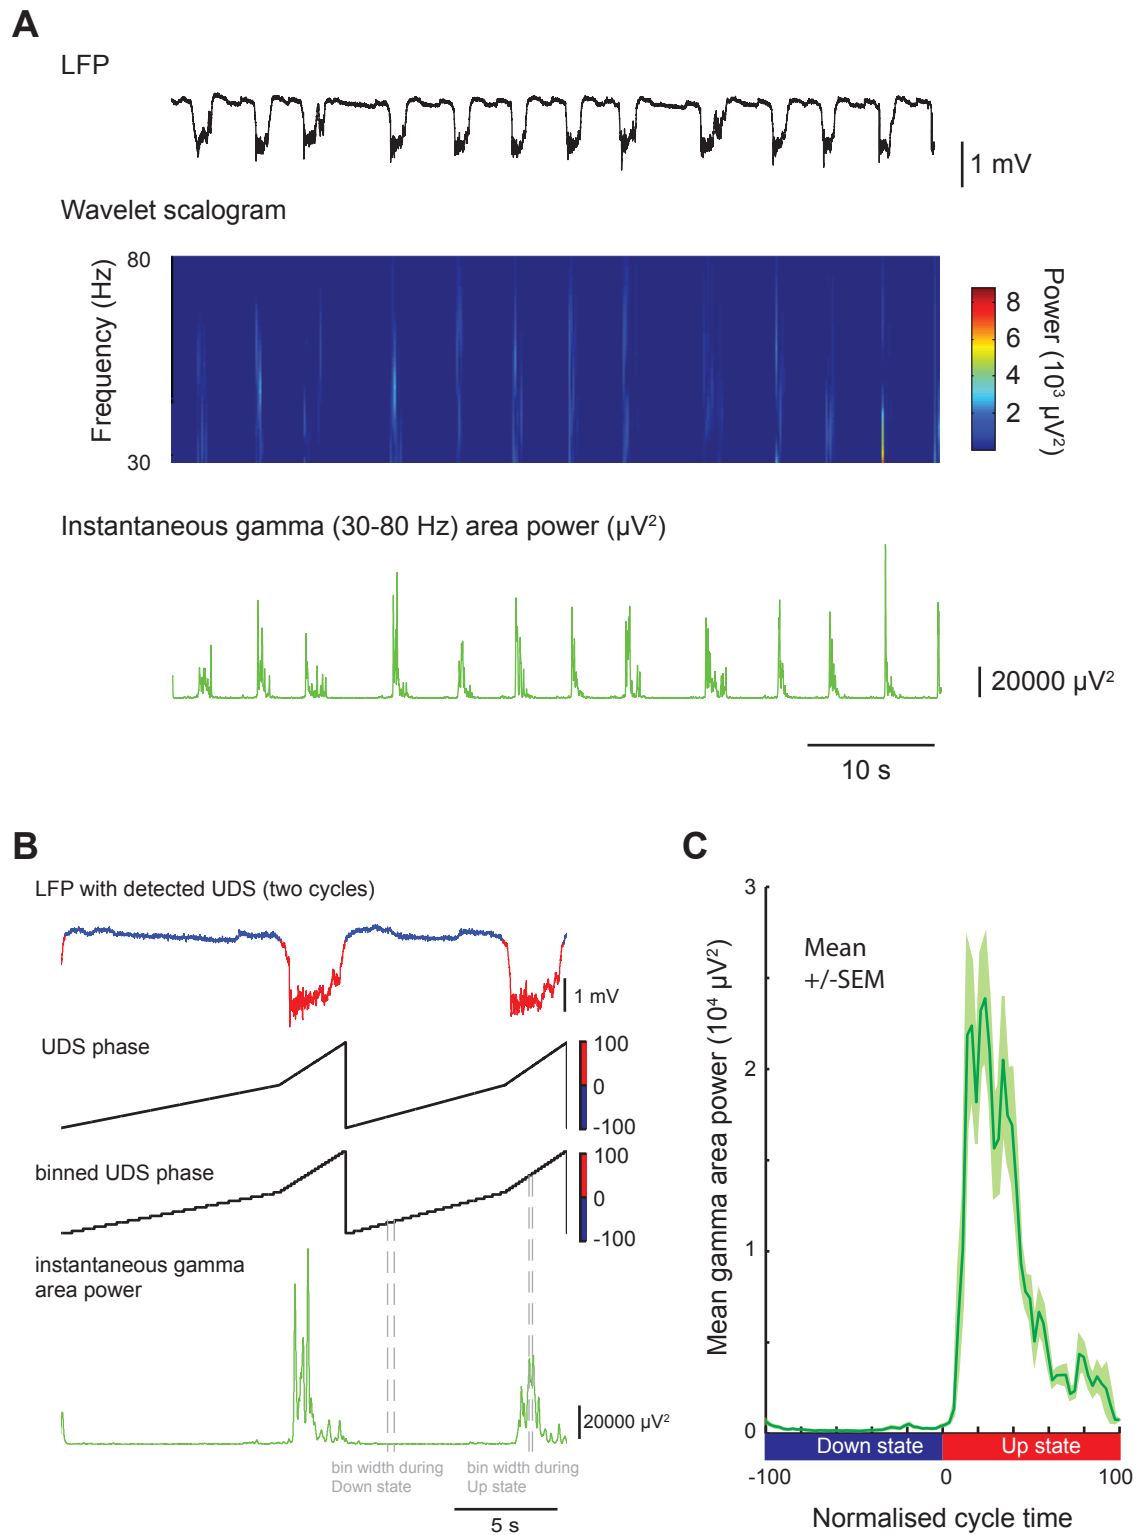 A
LFP
1 mV
Wavelet scalogram
80
Frequency (Hz)
30
8
6
4
2
Power (10³ µV²)
Instantaneous gamma (30-80 Hz) area power (µV²)
20000 µV²
10 s
B
LFP with detected UDS (two cycles)
1 mV
UDS phase
100
0
-100
binned UDS phase
100
0
-100
instantaneous gamma
area power
20000 µV²
bin width during
Down state
bin width during
Up state
5 s
C
3
2
1
0
Mean gamma area power (10⁴ µV²)
Mean
+/-SEM
Down state
Up state
-100
0
100
Normalised cycle time